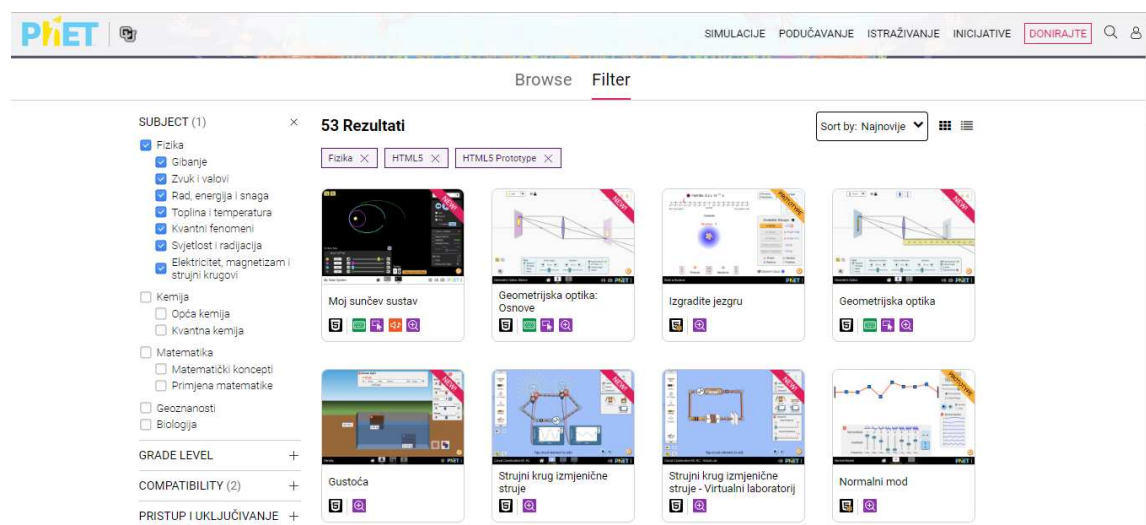 PhET
SIMULACIJE PODUČAVANJE ISTRAŽIVANJE INICIJATIVE DONIRAJTE
Browse Filter
SUBJECT (1)
Fizika
Gibanje
Zvuk i valovi
Rad, energija i snaga
Toplina i temperatura
Kvantni fenomeni
Svjetlost i radijacija
Elektricitet, magnetizam i
strujni krugovi
Kemija
Opća kemija
Kvantna kemija
Matematika
Matematički koncepti
Primjena matematike
Geoznanosti
Biologija
GRADE LEVEL
COMPATIBILITY (2)
PRISTUP I UKLJUČIVANJE
53 Rezultati
Sort by: Najnovije
Fizika HTML5 HTML5 Prototype
NEW!
Moj sunčev sustav
NEW!
Geometrijska optika:
Osnove
PROTOTYPE
Izgradite jezgru
NEW!
Geometrijska optika
NEW!
Gustoća
NEW!
Strujni krug izmjenične
struje
NEW!
Strujni krug izmjenične
struje - Virtualni laboratorij
PROTOTYPE
Normalni mod